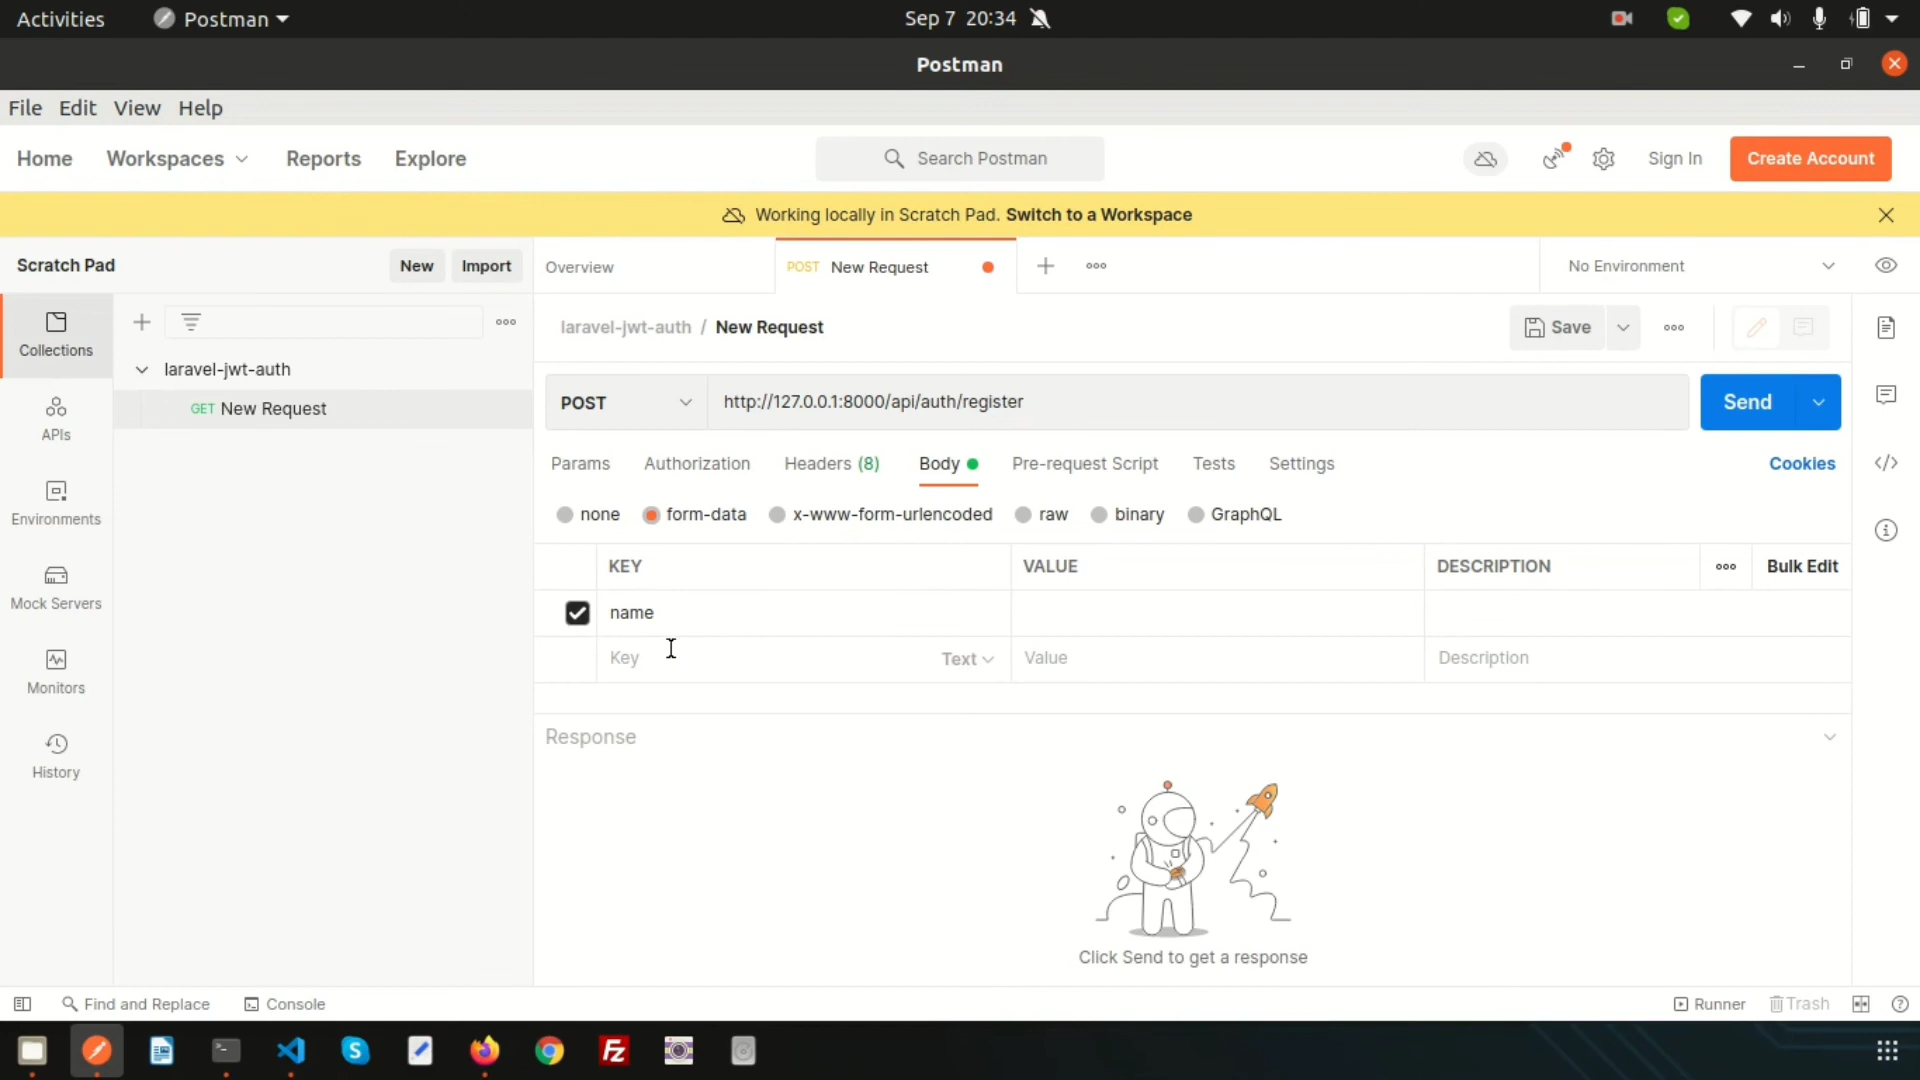 Activities
Postman
Sep 7 20:34
Postman
File Edit View Help
Home Workspaces Reports Explore
Search Postman
Sign In
Create Account
Working locally in Scratch Pad. Switch to a Workspace
Scratch Pad
New
Import
Overview
POST New Request
No Environment
Collections
laravel-jwt-auth
GET New Request
APIs
Environments
Mock Servers
Monitors
History
laravel-jwt-auth / New Request
Save
POST
http://127.0.0.1:8000/api/auth/register
Send
Params Authorization Headers (8) Body Pre-request Script Tests Settings
Cookies
none form-data x-www-form-urlencoded raw binary GraphQL
KEY VALUE DESCRIPTION Bulk Edit
name
Key Text Value Description
Response
Click Send to get a response
Find and Replace
Console
Runner
Trash
Fz